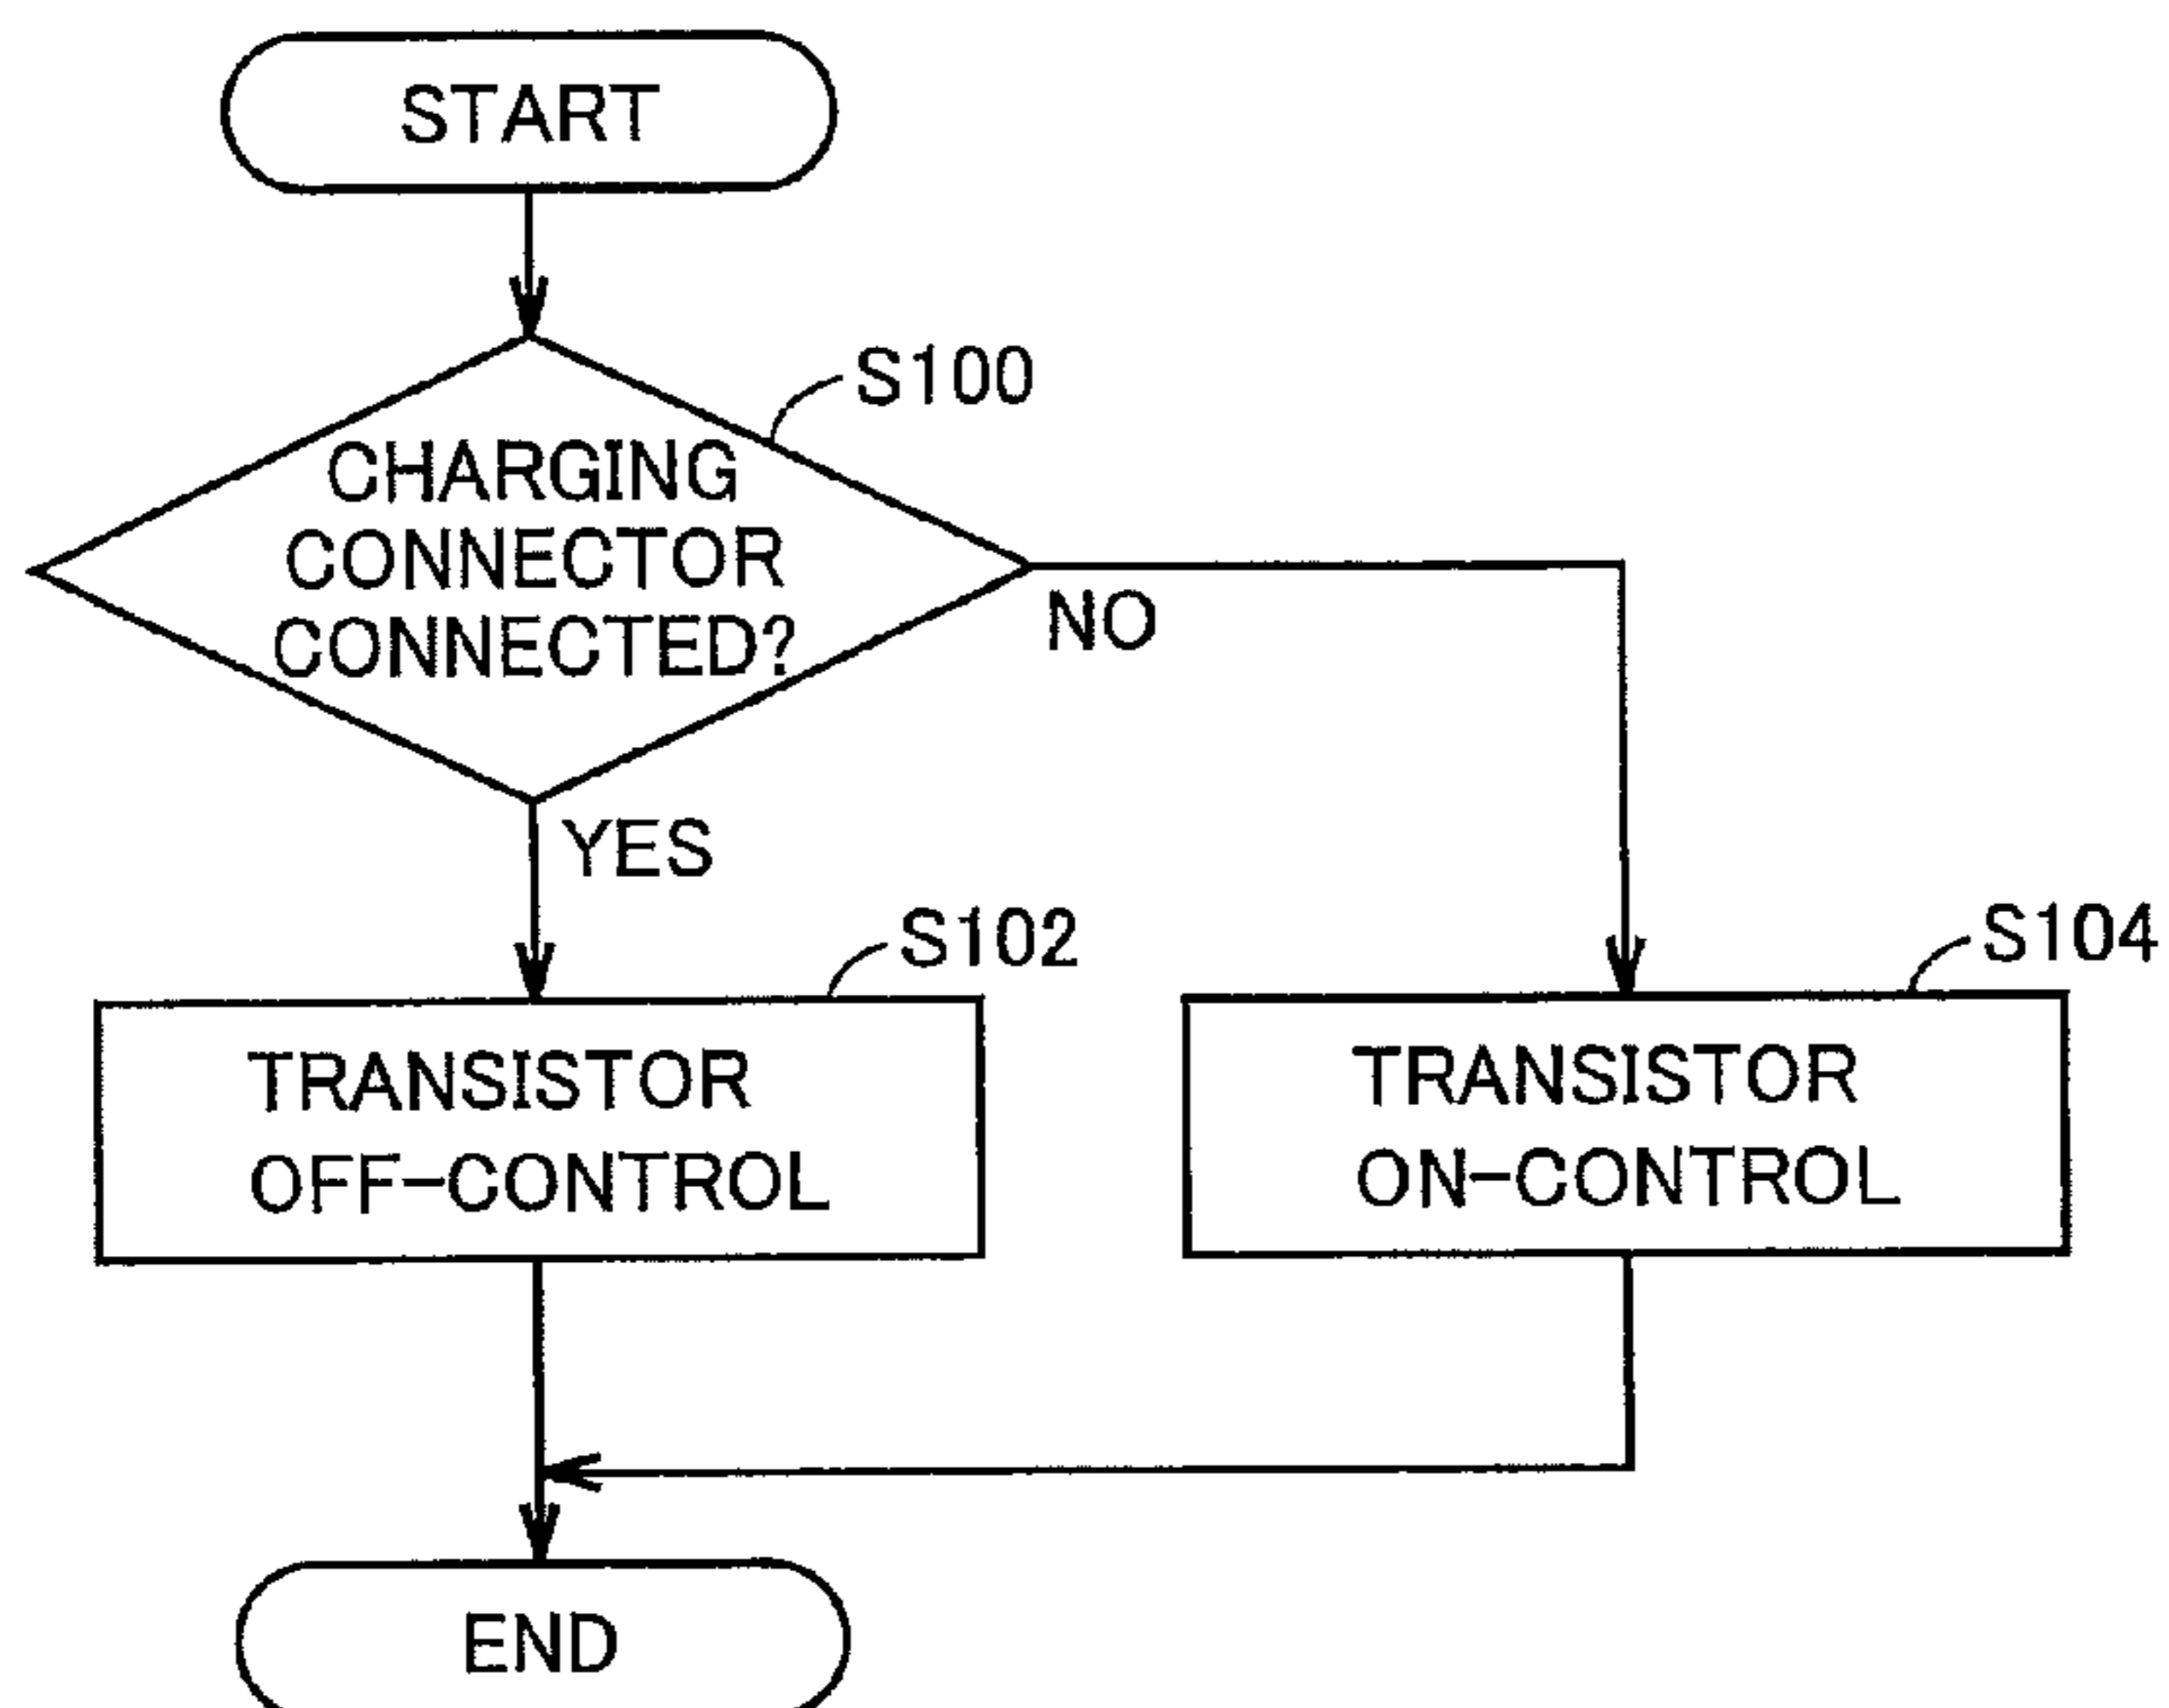 START
S100
CHARGING
CONNECTOR
CONNECTED?
NO
YES
S102
TRANSISTOR
OFF-CONTROL
S104
TRANSISTOR
ON-CONTROL
END